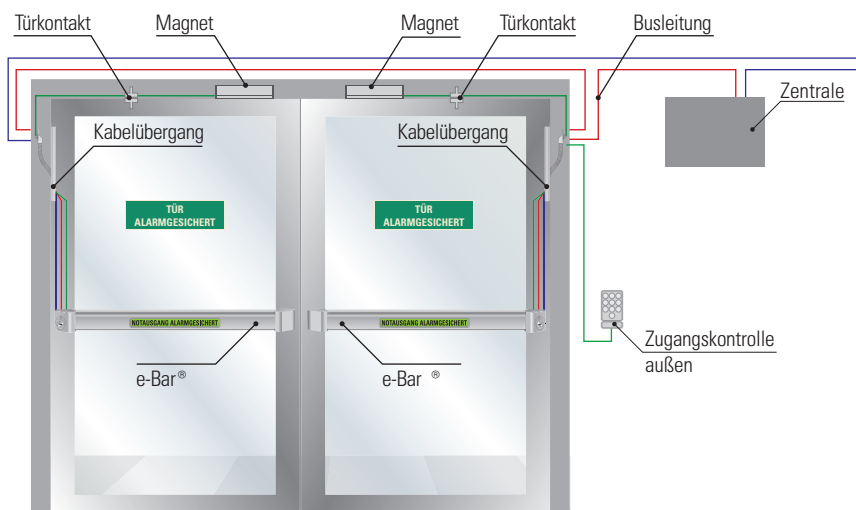 Türkontakt
Magnet
Magnet
Türkontakt
Busleitung
Zentrale
Kabelübergang
Kabelübergang
TÜR
ALARMGESICHERT
TÜR
ALARMGESICHERT
NOTAUSGANG ALARMGESICHERT
NOTAUSGANG ALARMGESICHERT
e-Bar®
e-Bar ®
Zugangskontrolle
außen